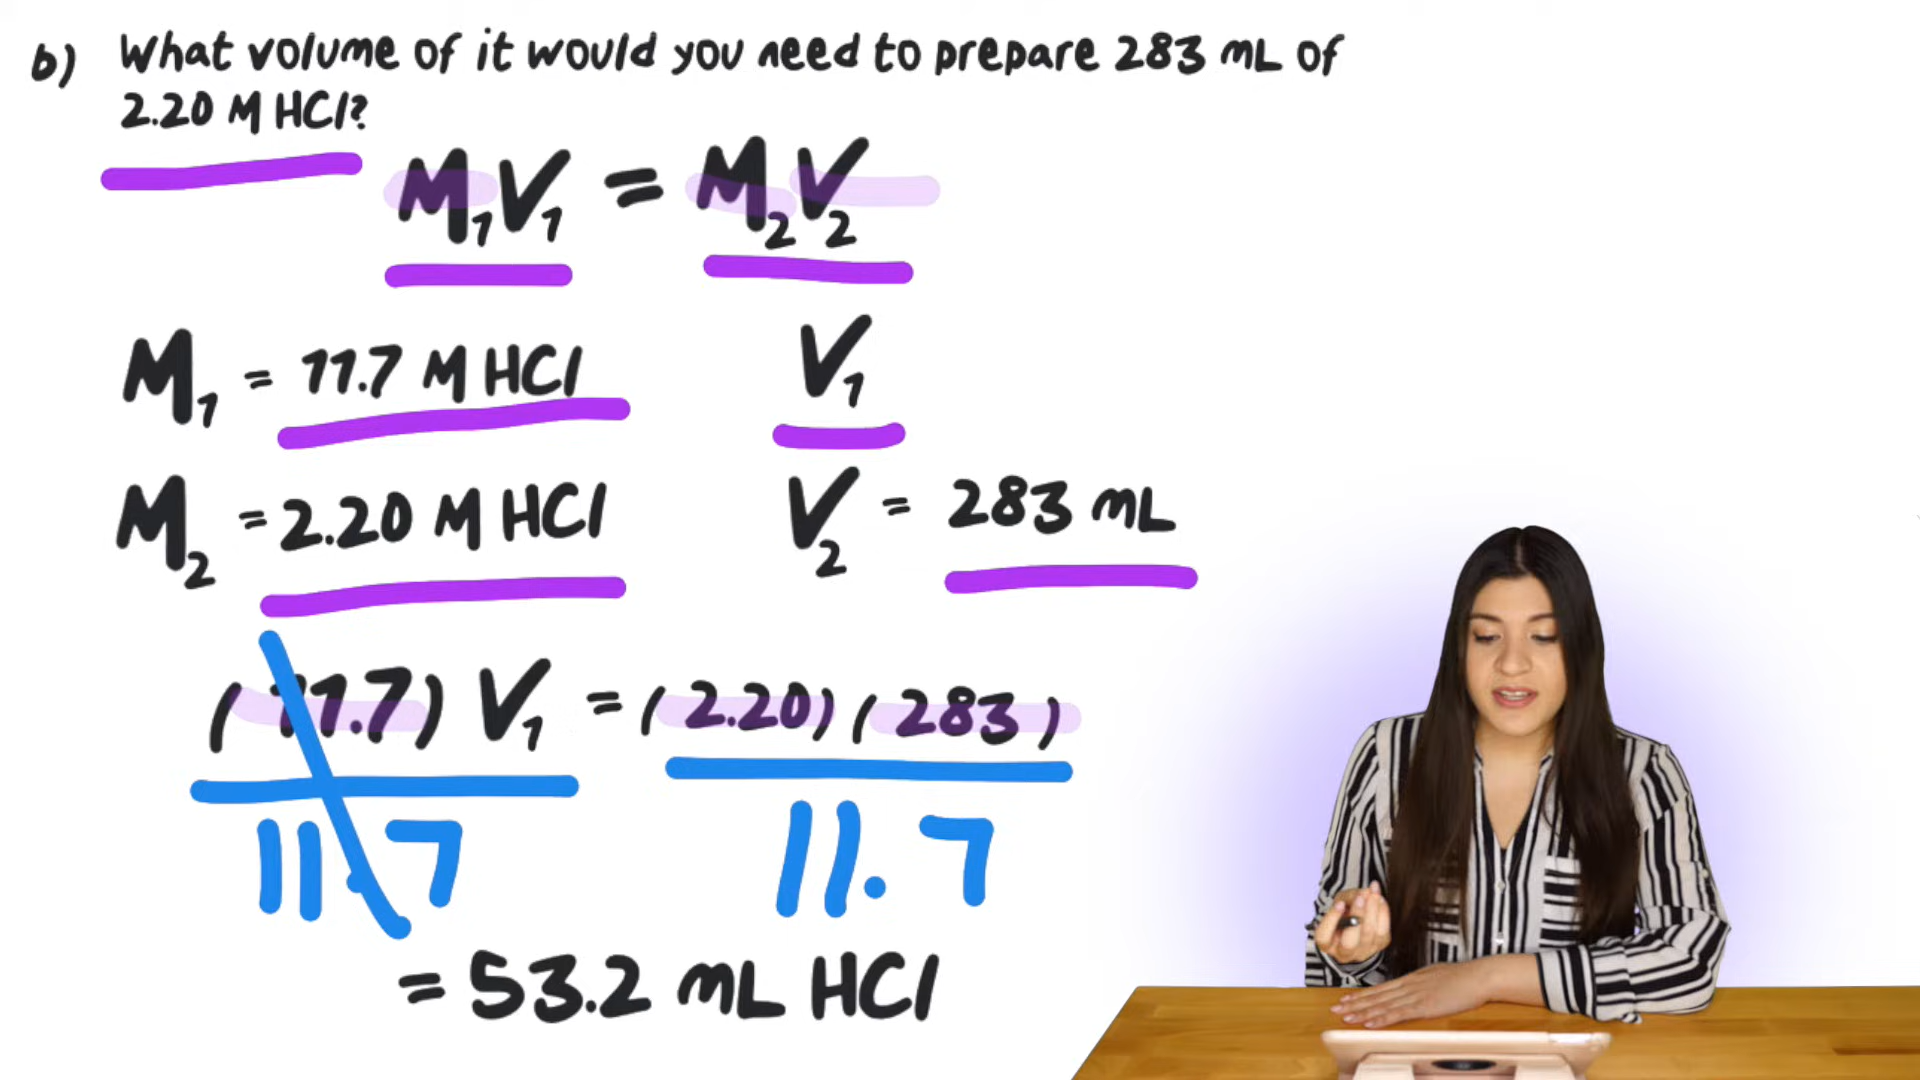 b) What volume of it would you need to prepare 283 mL of
2.20 M HCl?
M₁V₁ = M₂V₂
M₁ = 11.7 M HCl V₁
M₂ = 2.20 M HCl V₂ = 283 mL
(11.7) V₁ = (2.20) (283)
11.7 11.7
= 53.2 mL HCl